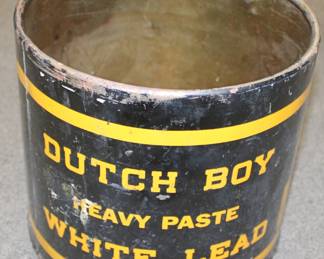 DUTCH BOY
HEAVY PASTE
WHITE LEAD